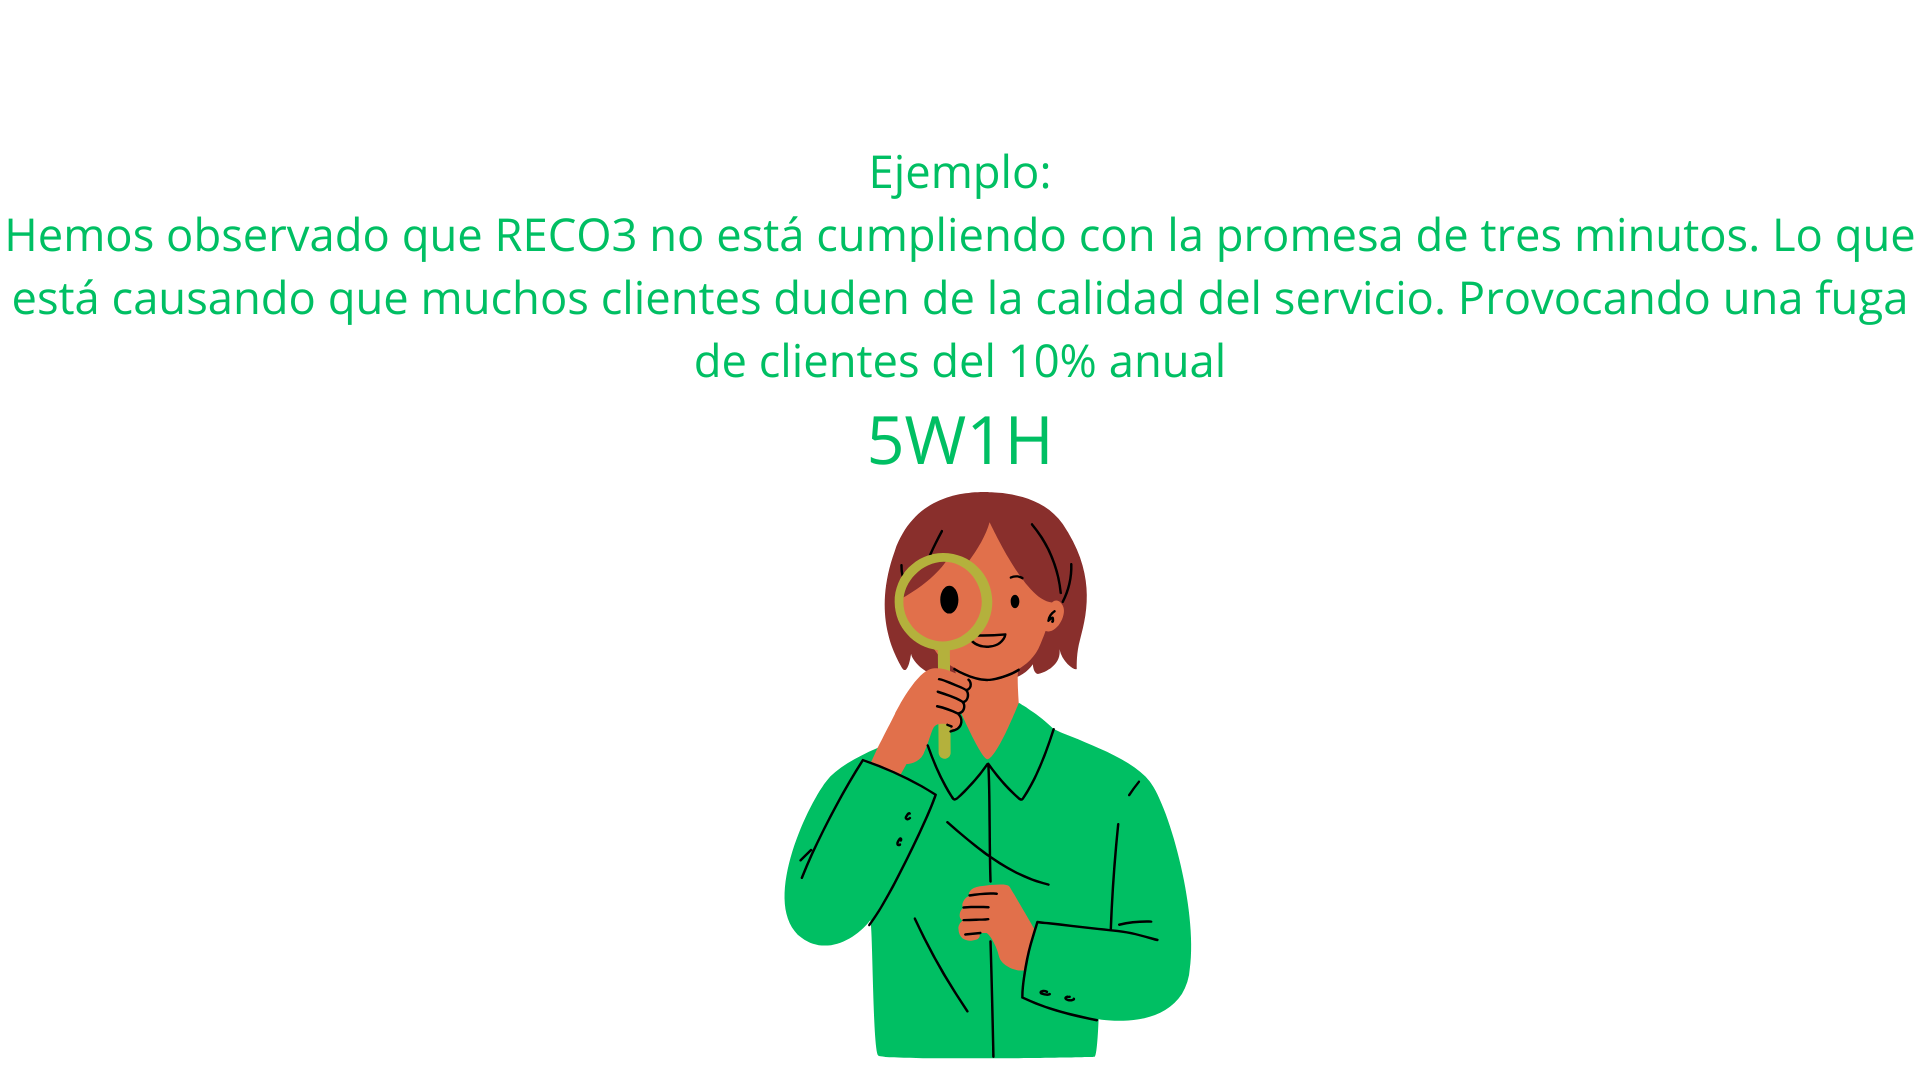 Ejemplo:
Hemos observado que RECO3 no está cumpliendo con la promesa de tres minutos. Lo que
está causando que muchos clientes duden de la calidad del servicio. Provocando una fuga
de clientes del 10% anual
5W1H